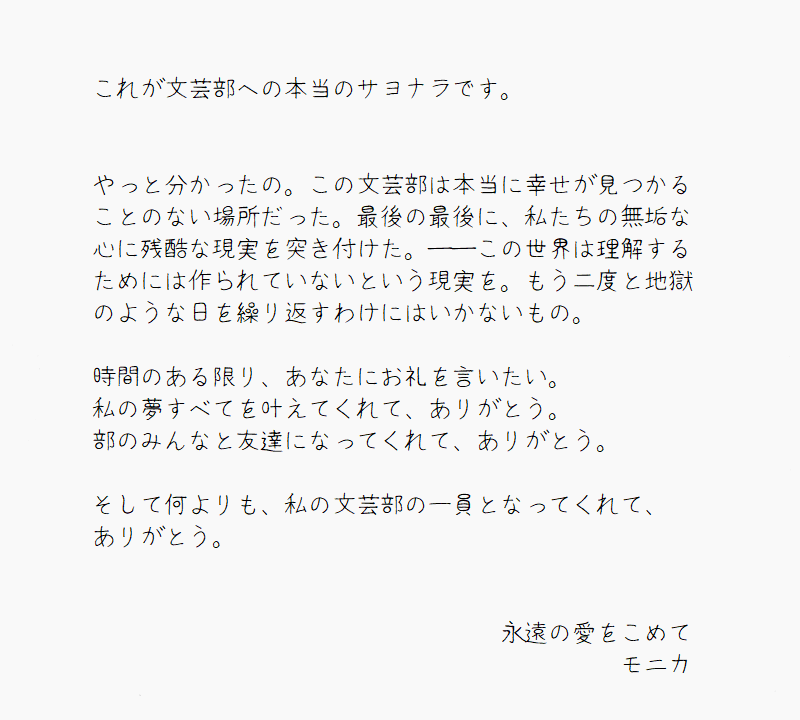 これが文芸部への本当のサヨナラです。
やっと分かったの。この文芸部は本当に幸せが見つかる
ことのない場所だった。最後の最後に、私たちの無垢な
心に残酷な現実を突き付けた。――この世界は理解する
ためには作られていないという現実を。もう二度と地獄
のような日を繰り返すわけにはいかないもの。
時間のある限り、あなたにお礼を言いたい。
私の夢すべてを叶えてくれて、ありがとう。
部のみんなと友達になってくれて、ありがとう。
そして何よりも、私の文芸部の一員となってくれて、
ありがとう。
永遠の愛をこめて
モニカ